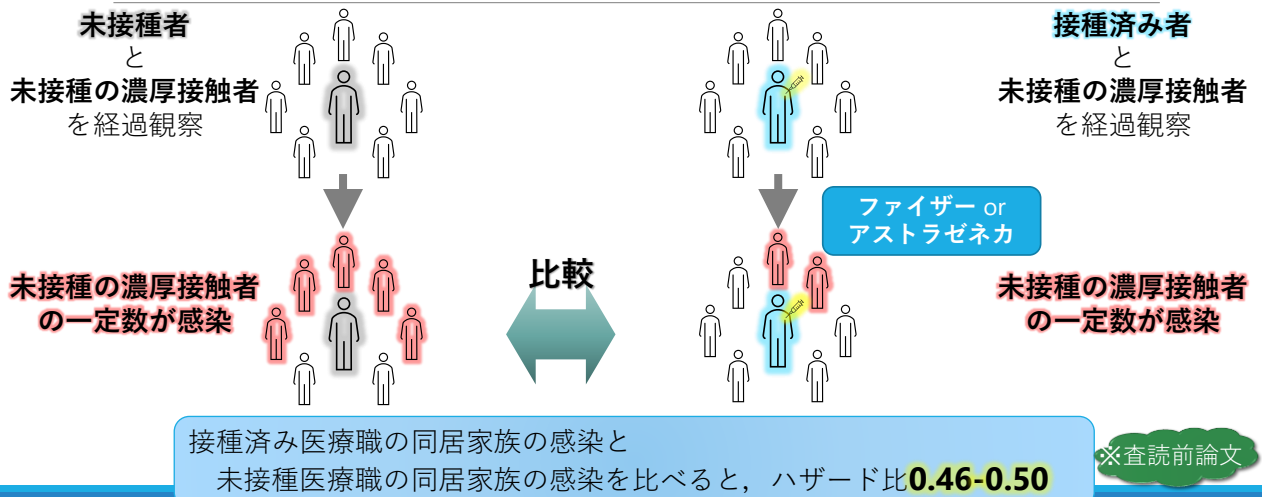 未接種者
と
未接種の濃厚接触者
を経過観察
接種済み者
と
未接種の濃厚接触者
を経過観察
ファイザー or
アストラゼネカ
未接種の濃厚接触者
の一定数が感染
比較
未接種の濃厚接触者
の一定数が感染
接種済み医療職の同居家族の感染と
未接種医療職の同居家族の感染を比べると，ハザード比0.46-0.50
※査読前論文